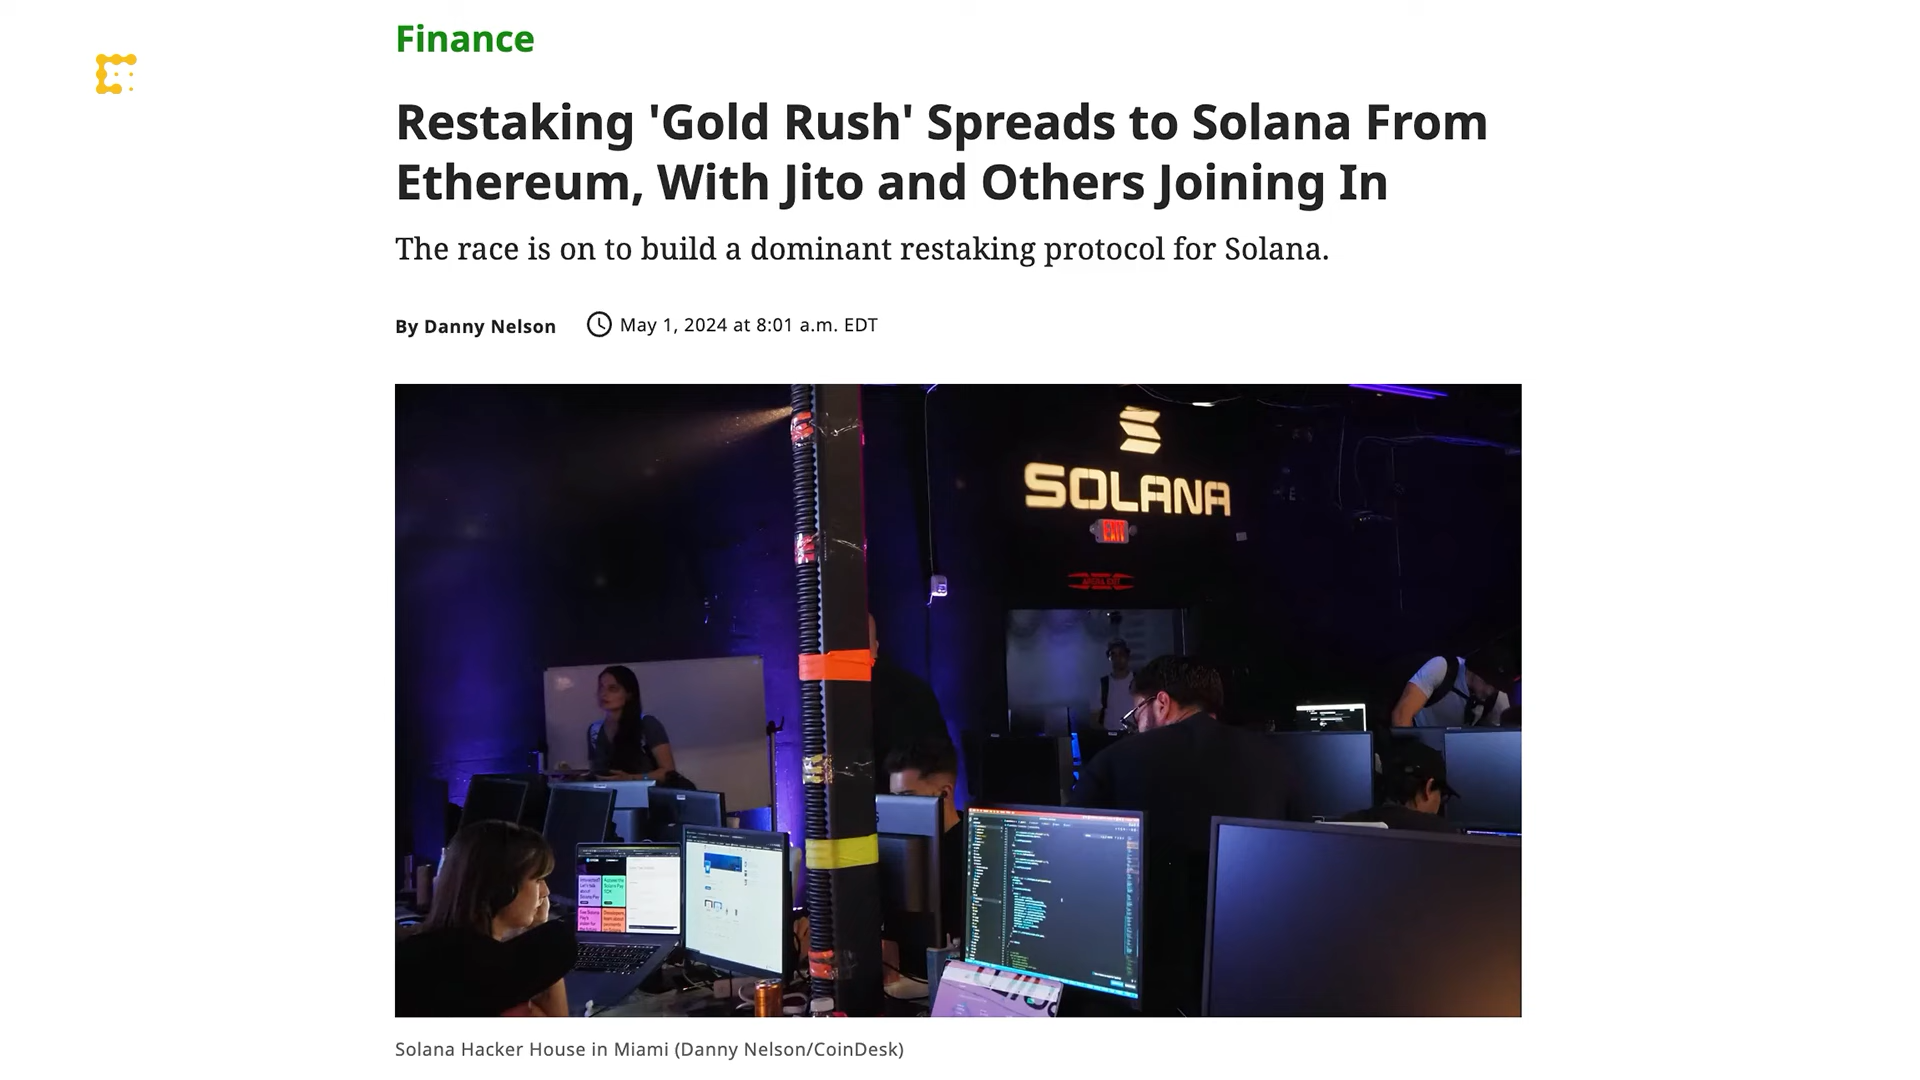 Finance
Restaking 'Gold Rush' Spreads to Solana From
Ethereum, With Jito and Others Joining In
The race is on to build a dominant restaking protocol for Solana.
By Danny Nelson
May 1, 2024 at 8:01 a.m. EDT
SOLANA
EXIT
Solana Hacker House in Miami (Danny Nelson/CoinDesk)